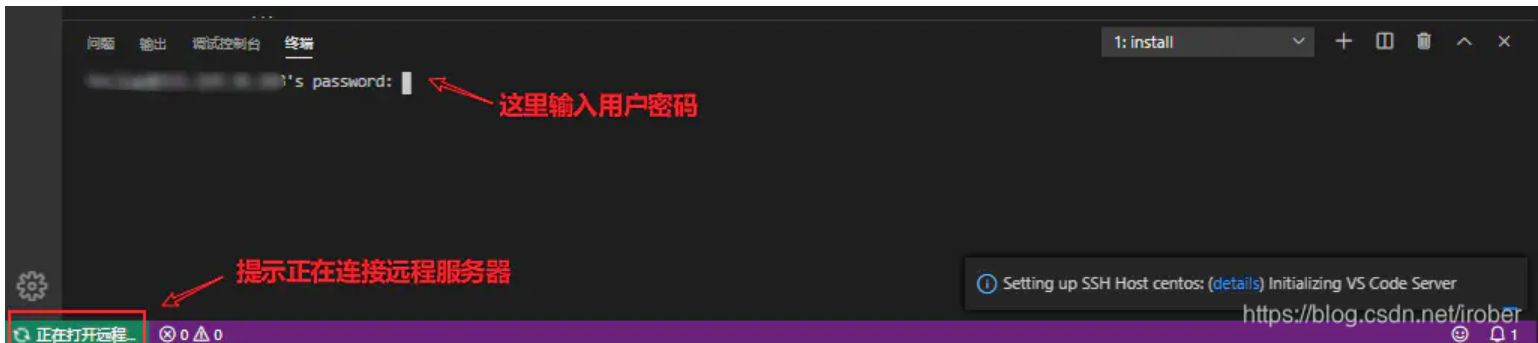 问题 输出 调试控制台 终端 1: install
's password:
这里输入用户密码
提示正在连接远程服务器
Setting up SSH Host centos: (details) Initializing VS Code Server
https://blog.csdn.net/irober
正在打开远程... 0 0 1